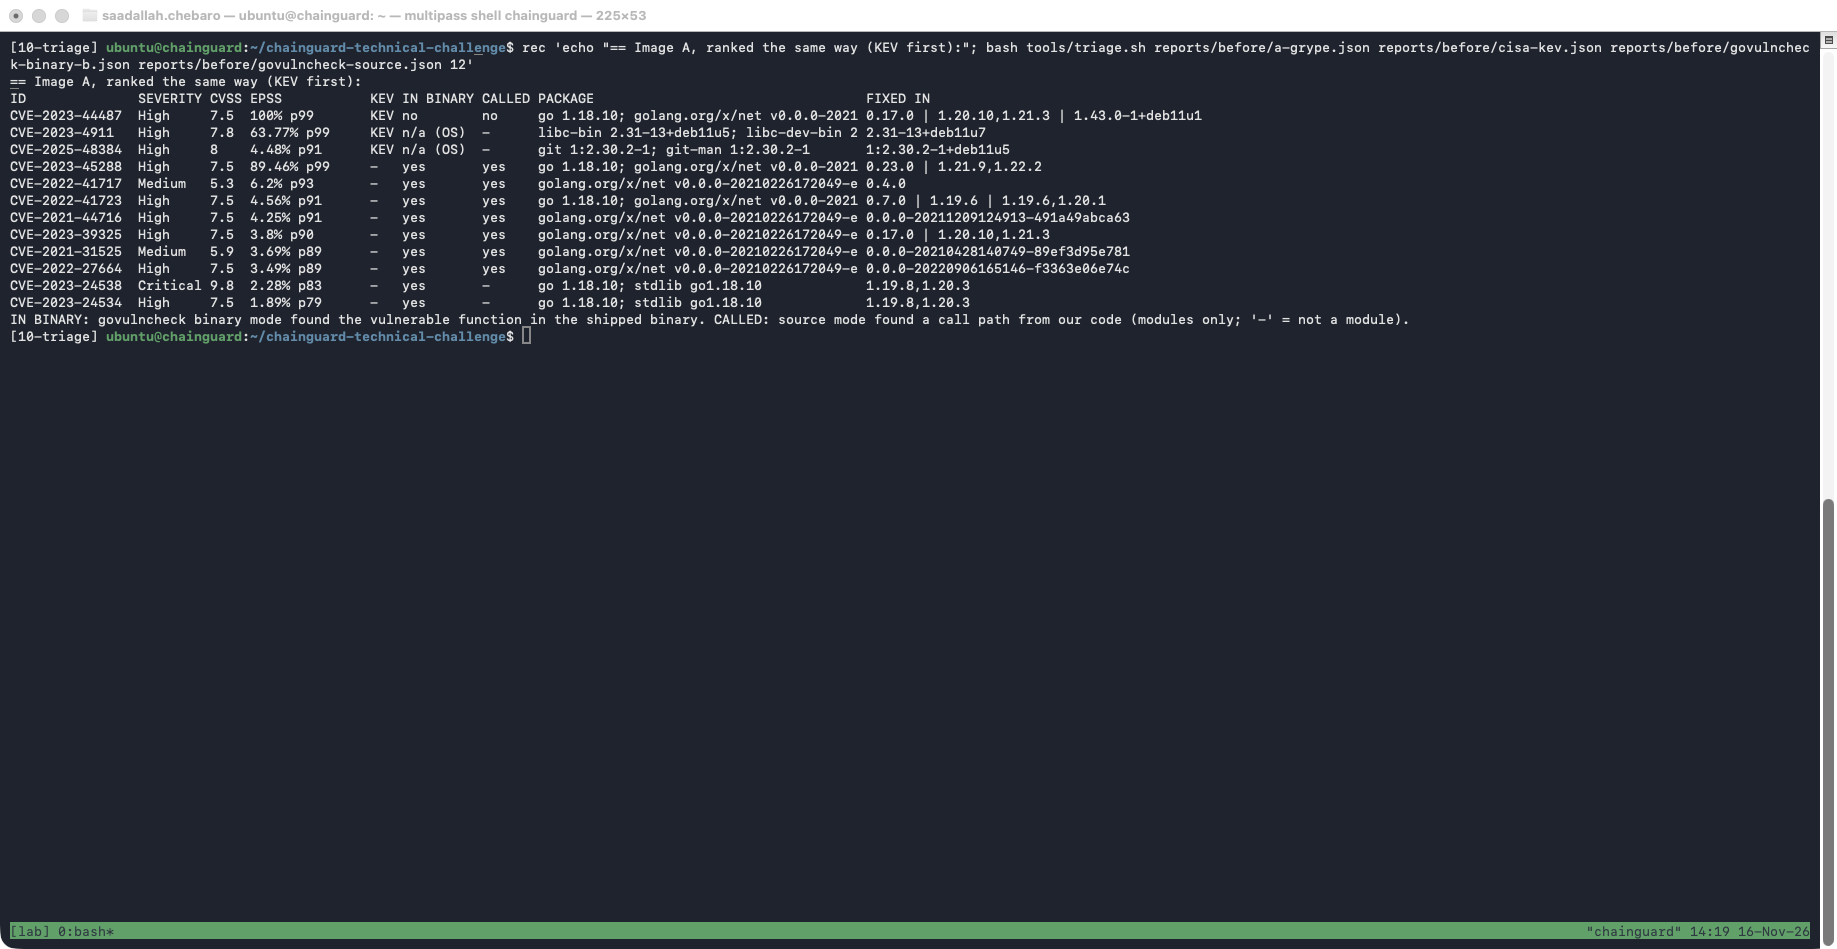 saadallah.chebaro — ubuntu@chainguard: ~ — multipass shell chainguard — 225×53
[10-triage] ubuntu@chainguard:~/chainguard-technical-challenge$ rec 'echo "== Image A, ranked the same way (KEV first):"; bash tools/triage.sh reports/before/a-grype.json reports/before/cisa-kev.json reports/before/govulnchec
k-binary-b.json reports/before/govulncheck-source.json 12'
== Image A, ranked the same way (KEV first):
ID SEVERITY CVSS EPSS KEV IN BINARY CALLED PACKAGE FIXED IN
CVE-2023-44487 High 7.5 100% p99 KEV no no go 1.18.10; golang.org/x/net v0.0.0-2021 0.17.0 | 1.20.10,1.21.3 | 1.43.0-1+deb11u1
CVE-2023-4911 High 7.8 63.77% p99 KEV n/a (OS) - libc-bin 2.31-13+deb11u5; libc-dev-bin 2 2.31-13+deb11u7
CVE-2025-48384 High 8 4.48% p91 KEV n/a (OS) - git 1:2.30.2-1; git-man 1:2.30.2-1 1:2.30.2-1+deb11u5
CVE-2023-45288 High 7.5 89.46% p99 - yes yes go 1.18.10; golang.org/x/net v0.0.0-2021 0.23.0 | 1.21.9,1.22.2
CVE-2022-41717 Medium 5.3 6.2% p93 - yes yes golang.org/x/net v0.0.0-20210226172049-e 0.4.0
CVE-2022-41723 High 7.5 4.56% p91 - yes yes go 1.18.10; golang.org/x/net v0.0.0-2021 0.7.0 | 1.19.6 | 1.19.6,1.20.1
CVE-2021-44716 High 7.5 4.25% p91 - yes yes golang.org/x/net v0.0.0-20210226172049-e 0.0.0-20211209124913-491a49abca63
CVE-2023-39325 High 7.5 3.8% p90 - yes yes golang.org/x/net v0.0.0-20210226172049-e 0.17.0 | 1.20.10,1.21.3
CVE-2021-31525 Medium 5.9 3.69% p89 - yes yes golang.org/x/net v0.0.0-20210226172049-e 0.0.0-20210428140749-89ef3d95e781
CVE-2022-27664 High 7.5 3.49% p89 - yes yes golang.org/x/net v0.0.0-20210226172049-e 0.0.0-20220906165146-f3363e06e74c
CVE-2023-24538 Critical 9.8 2.28% p83 - yes - go 1.18.10; stdlib go1.18.10 1.19.8,1.20.3
CVE-2023-24534 High 7.5 1.89% p79 - yes - go 1.18.10; stdlib go1.18.10 1.19.8,1.20.3
IN BINARY: govulncheck binary mode found the vulnerable function in the shipped binary. CALLED: source mode found a call path from our code (modules only; '-' = not a module).
[10-triage] ubuntu@chainguard:~/chainguard-technical-challenge$
[lab] 0:bash* "chainguard" 14:19 16-Nov-26